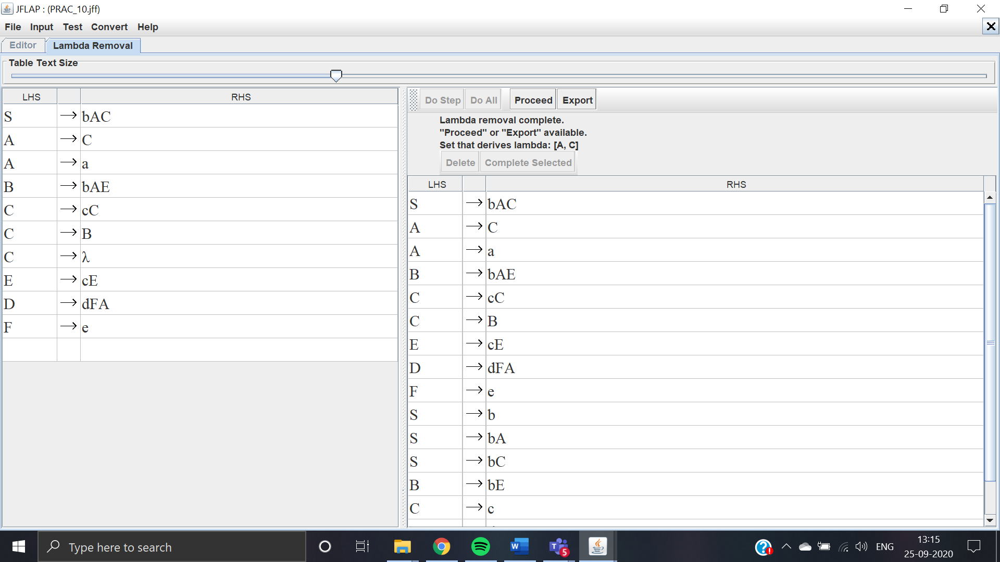 JFLAP : (PRAC_10.jff)
File Input Test Convert Help
Editor Lambda Removal
Table Text Size
LHS RHS
S → bAC
A → C
A → a
B → bAE
C → cC
C → B
C → λ
E → cE
D → dFA
F → e
Do Step Do All Proceed Export
Lambda removal complete.
"Proceed" or "Export" available.
Set that derives lambda: [A, C]
Delete Complete Selected
LHS RHS
S → bAC
A → C
A → a
B → bAE
C → cC
C → B
E → cE
D → dFA
F → e
S → b
S → bA
S → bC
B → bE
C → c
Type here to search
5
ENG
13:15
25-09-2020